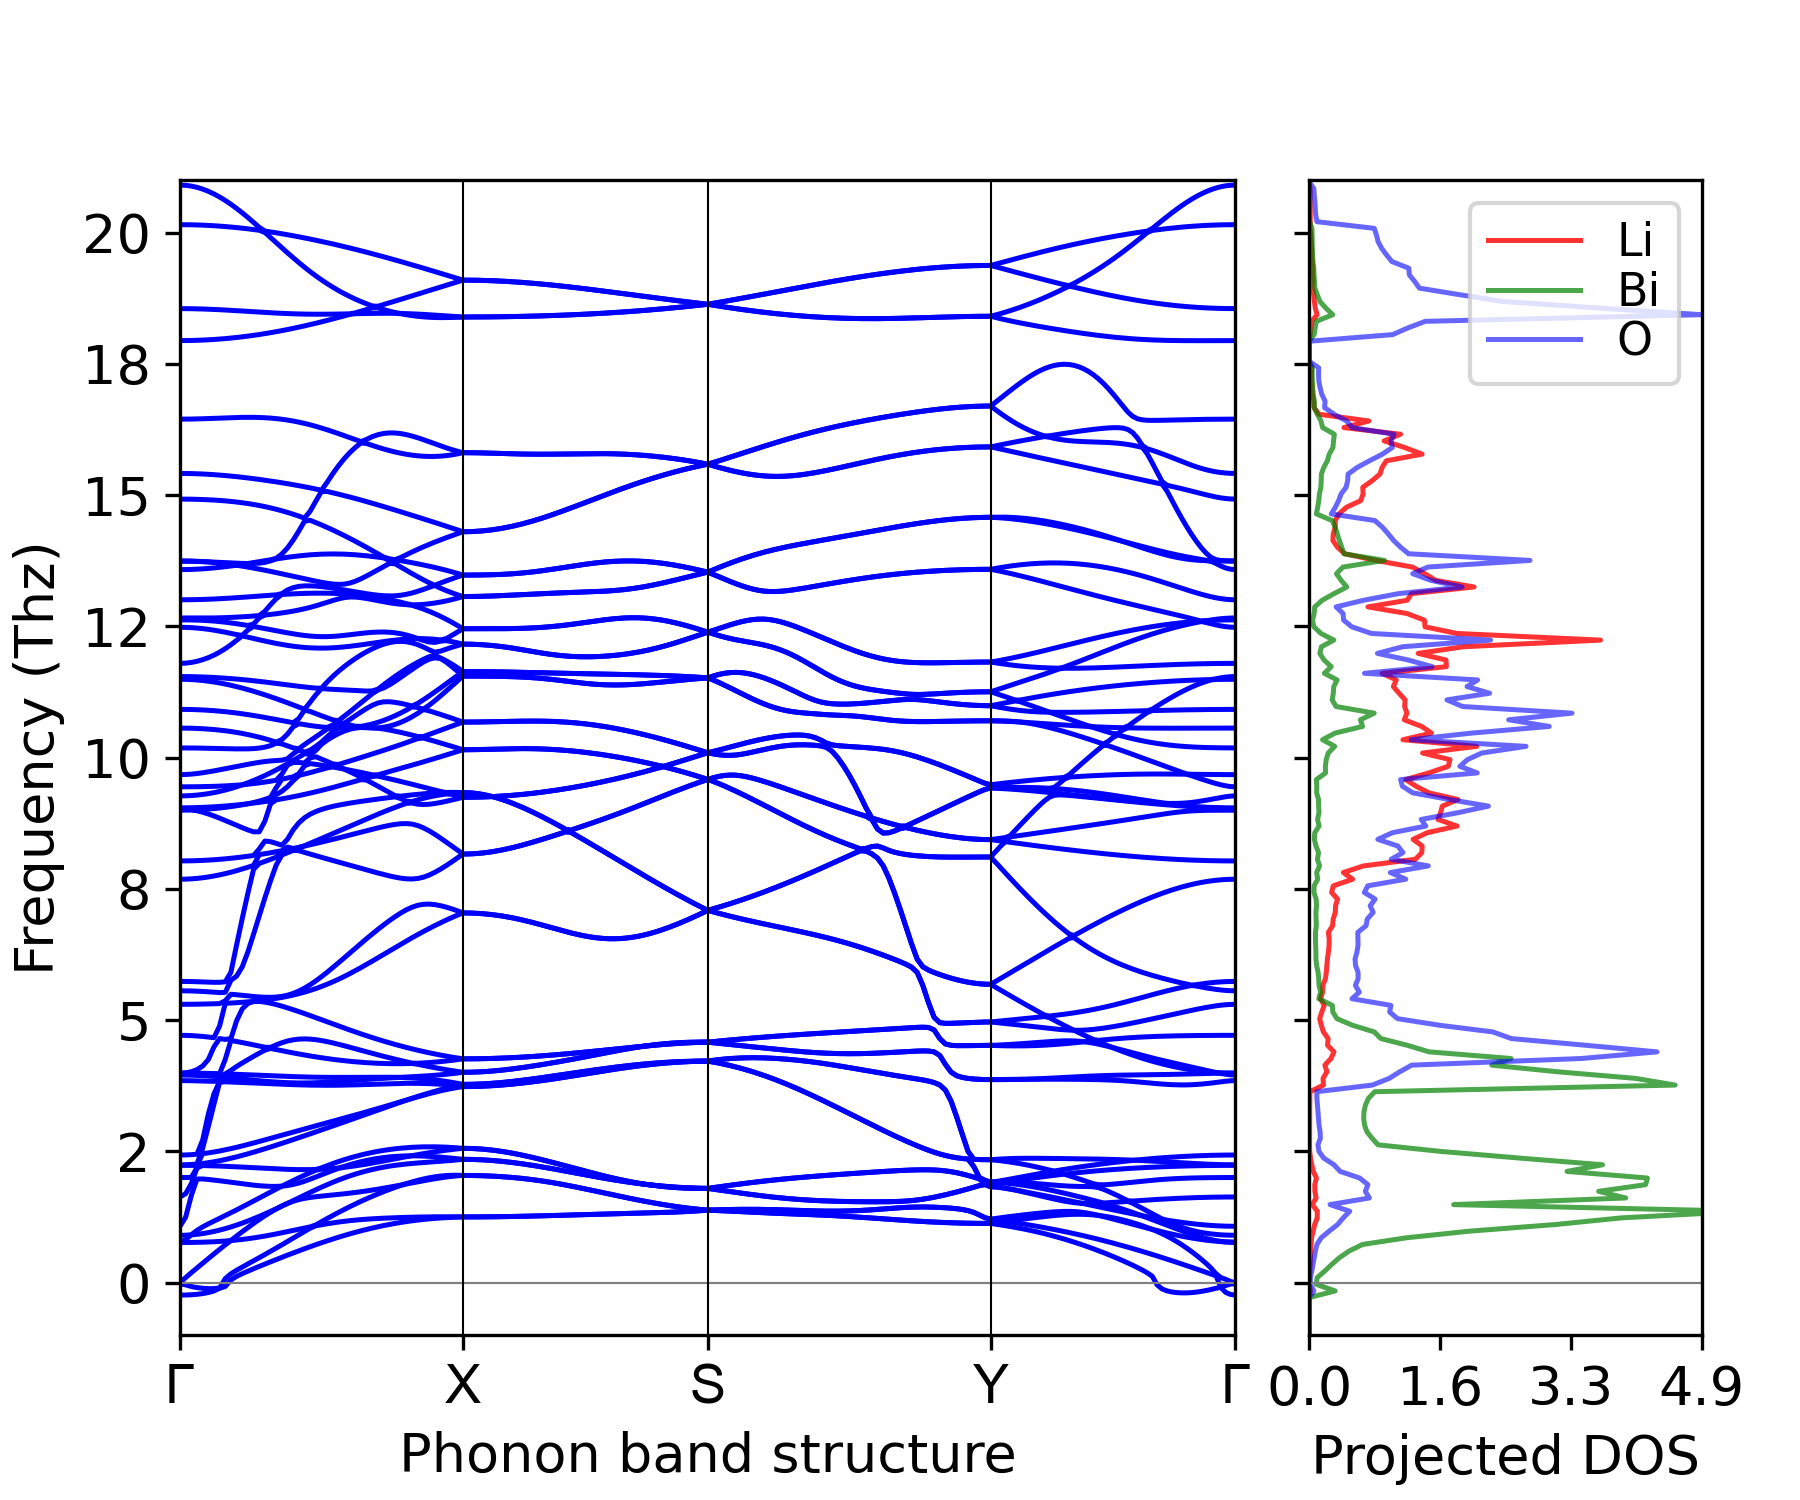 Frequency (Thz)
20
18
15
12
10
8
5
2
0
Γ X S Y Γ
Phonon band structure
Li
Bi
O
0.0 1.6 3.3 4.9
Projected DOS